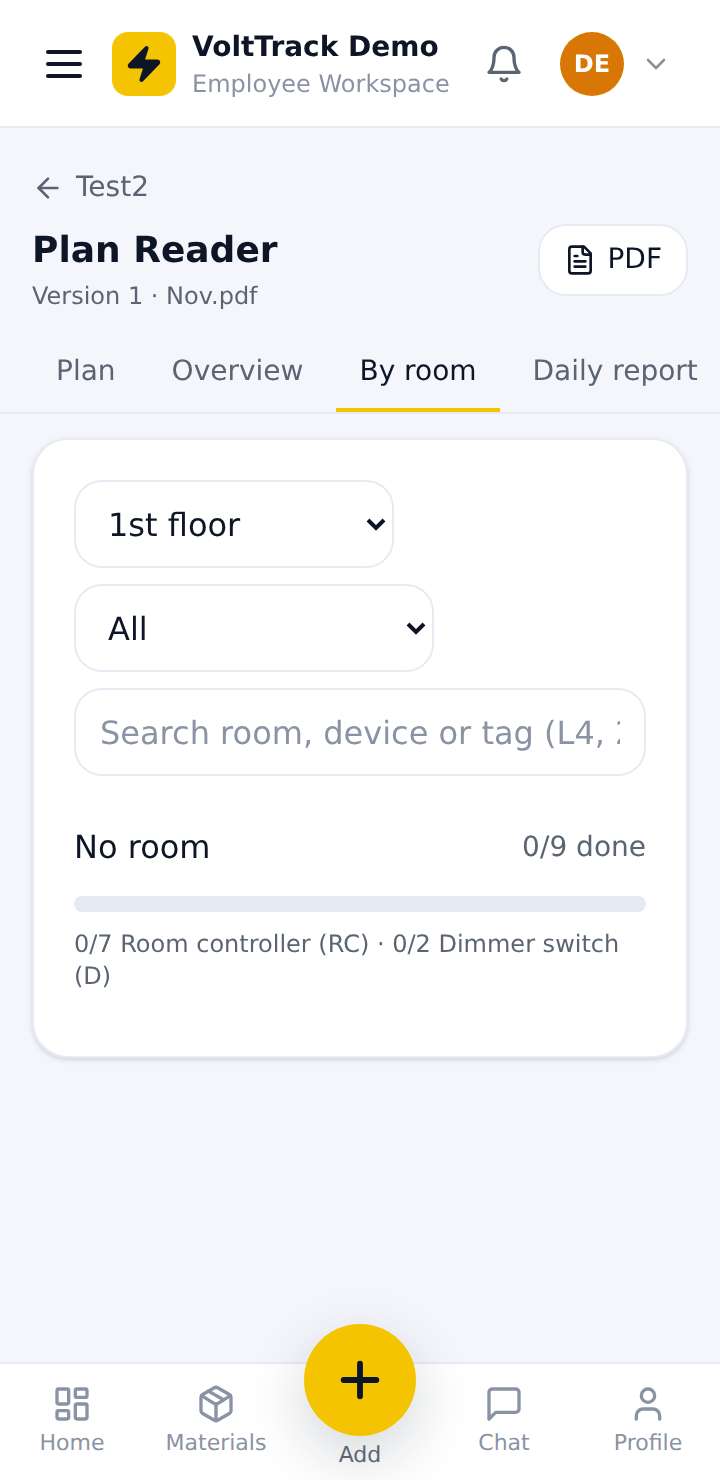 VoltTrack Demo
Employee Workspace
DE
Test2
Plan Reader
Version 1 · Nov.pdf
PDF
Plan
Overview
By room
Daily report
1st floor
All
Search room, device or tag (L4,
No room
0/9 done
0/7 Room controller (RC) · 0/2 Dimmer switch
(D)
Home
Materials
Add
Chat
Profile